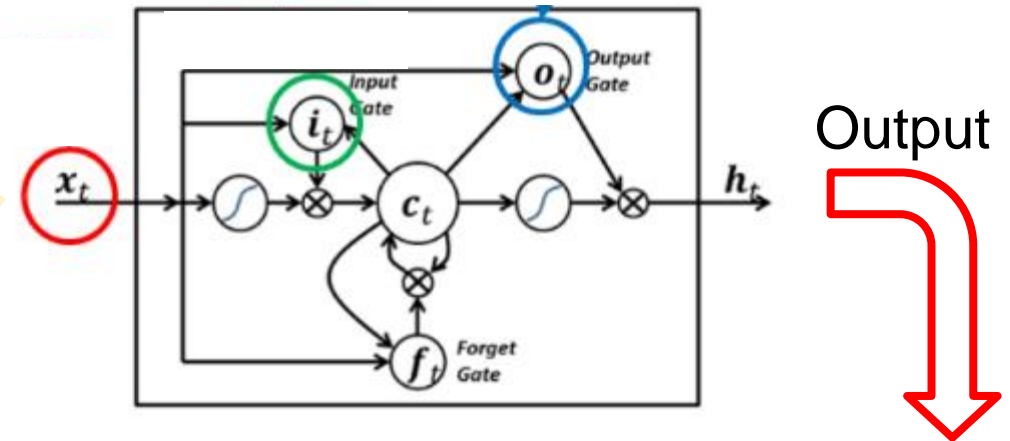 Output
Gate
Input
Gate
o_t
i_t
Output
x_t
c_t
h_t
f_t
Forget
Gate